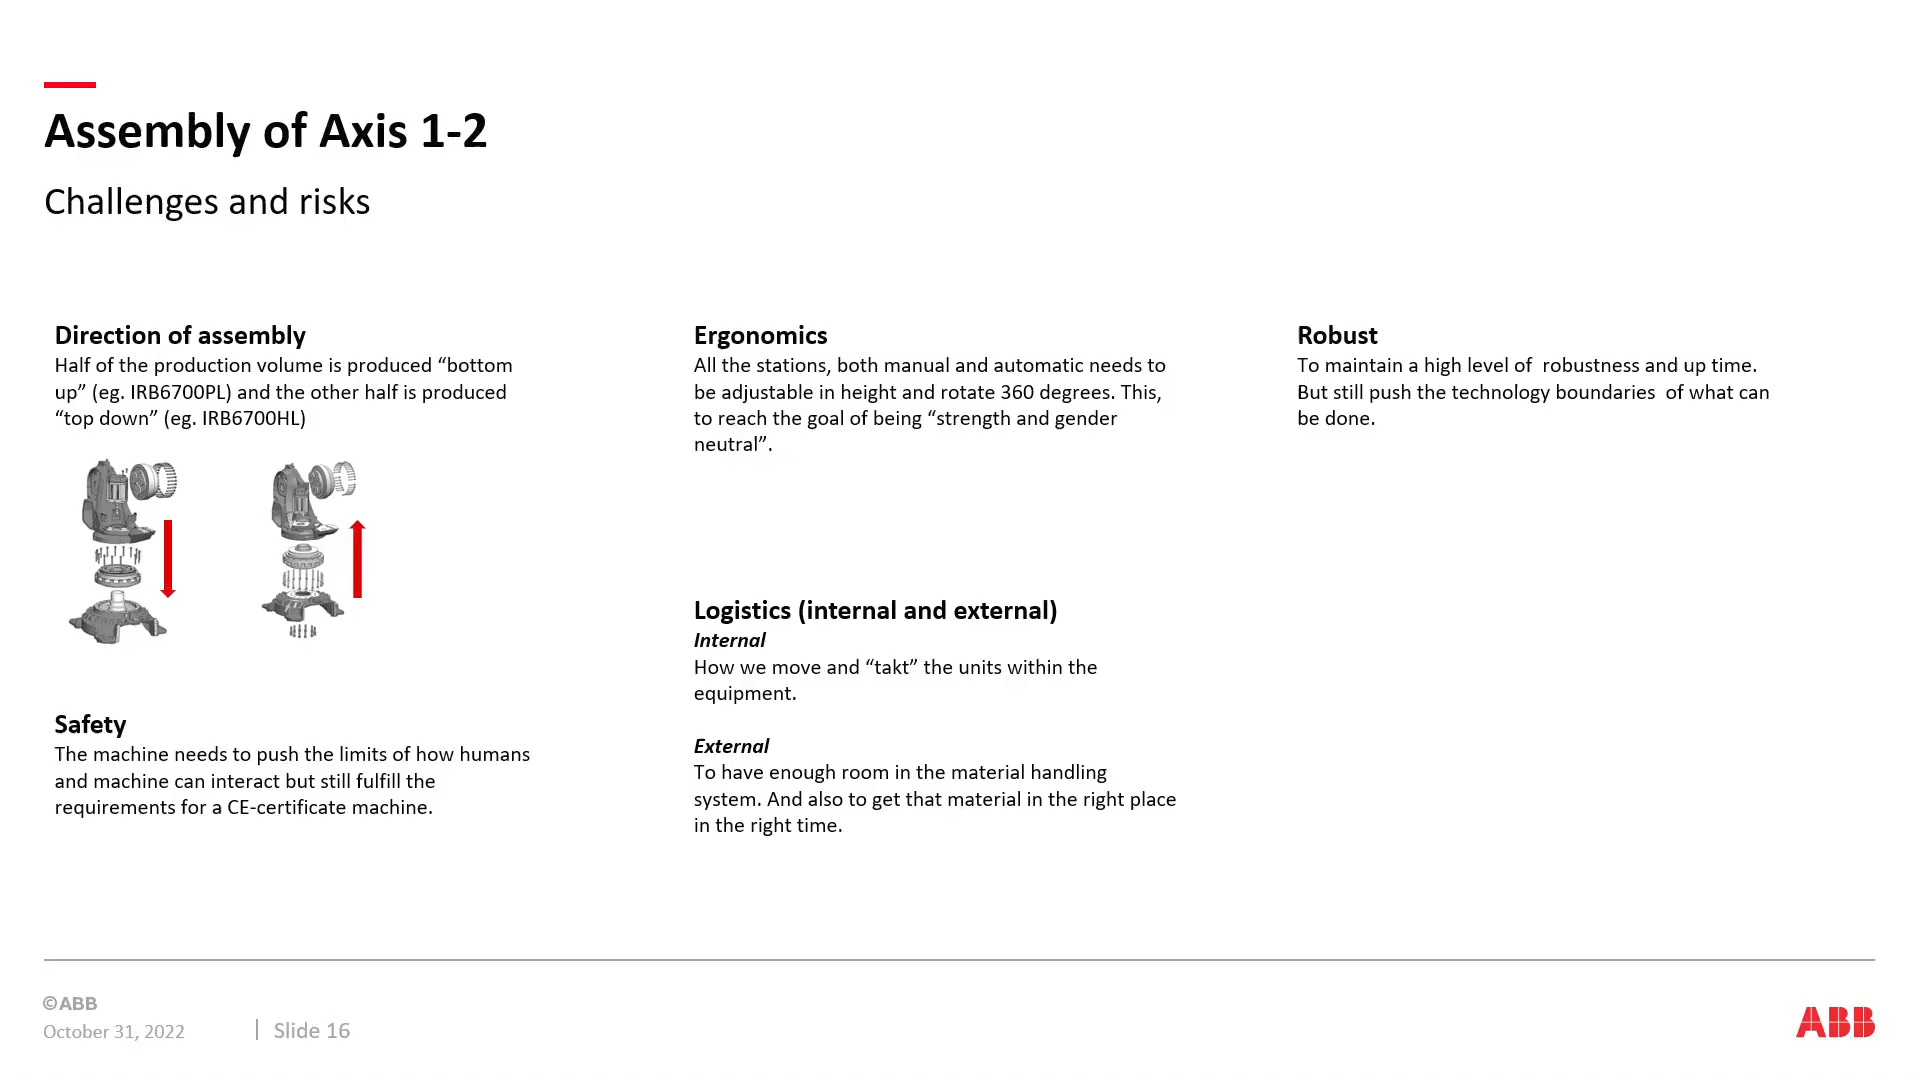 Assembly of Axis 1-2
Challenges and risks
Direction of assembly
Half of the production volume is produced “bottom
up” (eg. IRB6700PL) and the other half is produced
“top down” (eg. IRB6700HL)
Safety
The machine needs to push the limits of how humans
and machine can interact but still fulfill the
requirements for a CE-certificate machine.
Ergonomics
All the stations, both manual and automatic needs to
be adjustable in height and rotate 360 degrees. This,
to reach the goal of being “strength and gender
neutral”.
Logistics (internal and external)
Internal
How we move and “takt” the units within the
equipment.
External
To have enough room in the material handling
system. And also to get that material in the right place
in the right time.
Robust
To maintain a high level of  robustness and up time.
But still push the technology boundaries  of what can
be done.
©ABB
October 31, 2022
Slide 16
ABB